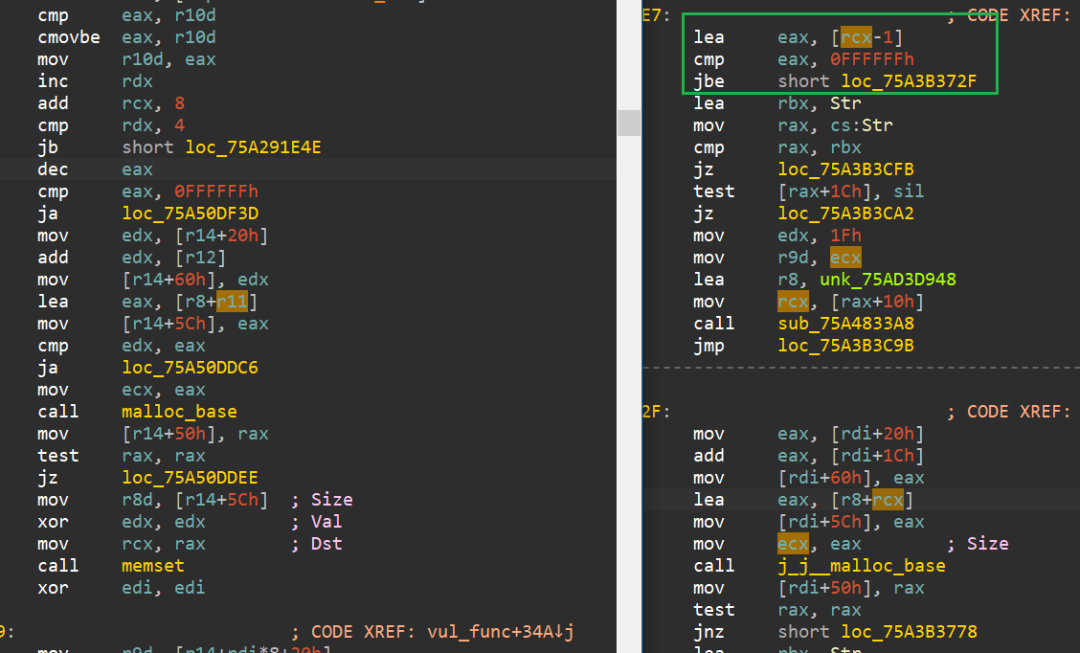 cmp eax, r10d
cmovbe eax, r10d
mov r10d, eax
inc rdx
add rcx, 8
cmp rdx, 4
jb short loc_75A291E4E
dec eax
cmp eax, 0FFFFFFh
ja loc_75A50DF3D
mov edx, [r14+20h]
add edx, [r12]
mov [r14+60h], edx
lea eax, [r8+r11]
mov [r14+5Ch], eax
cmp edx, eax
ja loc_75A50DDC6
mov ecx, eax
call malloc_base
mov [r14+50h], rax
test rax, rax
jz loc_75A50DDEE
mov r8d, [r14+5Ch] ; Size
xor edx, edx ; Val
mov rcx, rax ; Dst
call memset
xor edi, edi
9: ; CODE XREF: vul_func+34A↓j
mov r9d, [r14+rdi*8+20h]
E7: ; CODE XREF:
lea eax, [rcx-1]
cmp eax, 0FFFFFFh
jbe short loc_75A3B372F
lea rbx, Str
mov rax, cs:Str
cmp rax, rbx
jz loc_75A3B3CFB
test [rax+1Ch], sil
jz loc_75A3B3CA2
mov edx, 1Fh
mov r9d, ecx
lea r8, unk_75AD3D948
mov rcx, [rax+10h]
call sub_75A4833A8
jmp loc_75A3B3C9B
2F: ; CODE XREF:
mov eax, [rdi+20h]
add eax, [rdi+1Ch]
mov [rdi+60h], eax
lea eax, [r8+rcx]
mov [rdi+5Ch], eax
mov ecx, eax ; Size
call j_j__malloc_base
mov [rdi+50h], rax
test rax, rax
jnz short loc_75A3B3778
lea rbx, Str